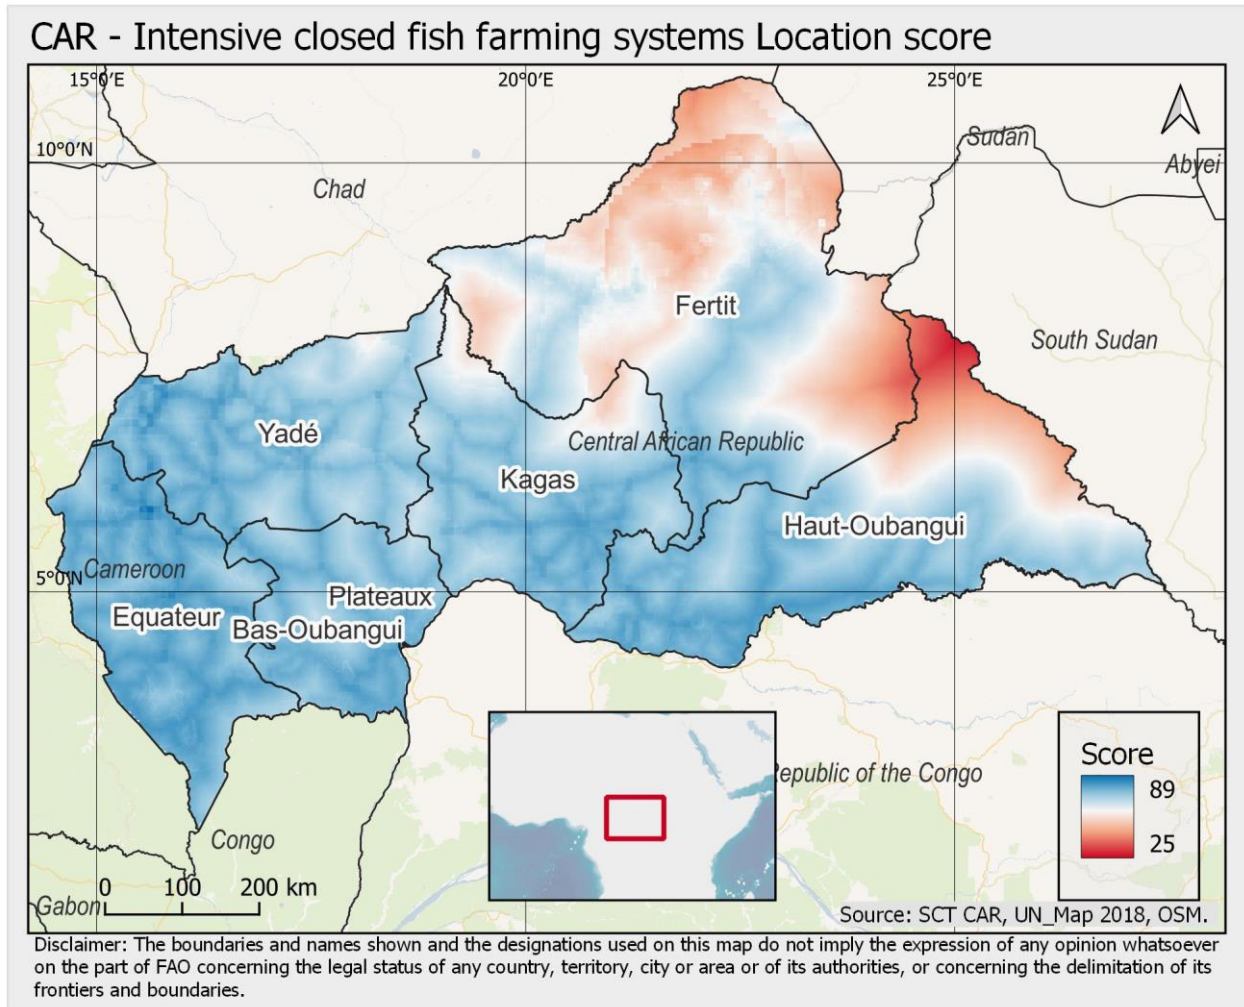 CAR - Intensive closed fish farming systems Location score
15°0'E
20°0'E
25°0'E
10°0'N
Sudan
Abyei
Chad
Fertit
South Sudan
Yadé
Central African Republic
Kagas
Haut-Oubangui
5°0'N
Cameroon
Plateaux
Equateur
Bas-Oubangui
Score
89
25
Republic of the Congo
Congo
0 100 200 km
Gabon
Source: SCT CAR, UN_Map 2018, OSM.
Disclaimer: The boundaries and names shown and the designations used on this map do not imply the expression of any opinion whatsoever
on the part of FAO concerning the legal status of any country, territory, city or area or of its authorities, or concerning the delimitation of its
frontiers and boundaries.